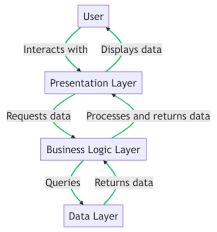 User
Interacts with
Displays data
Presentation Layer
Requests data
Processes and returns data
Business Logic Layer
Queries
Returns data
Data Layer